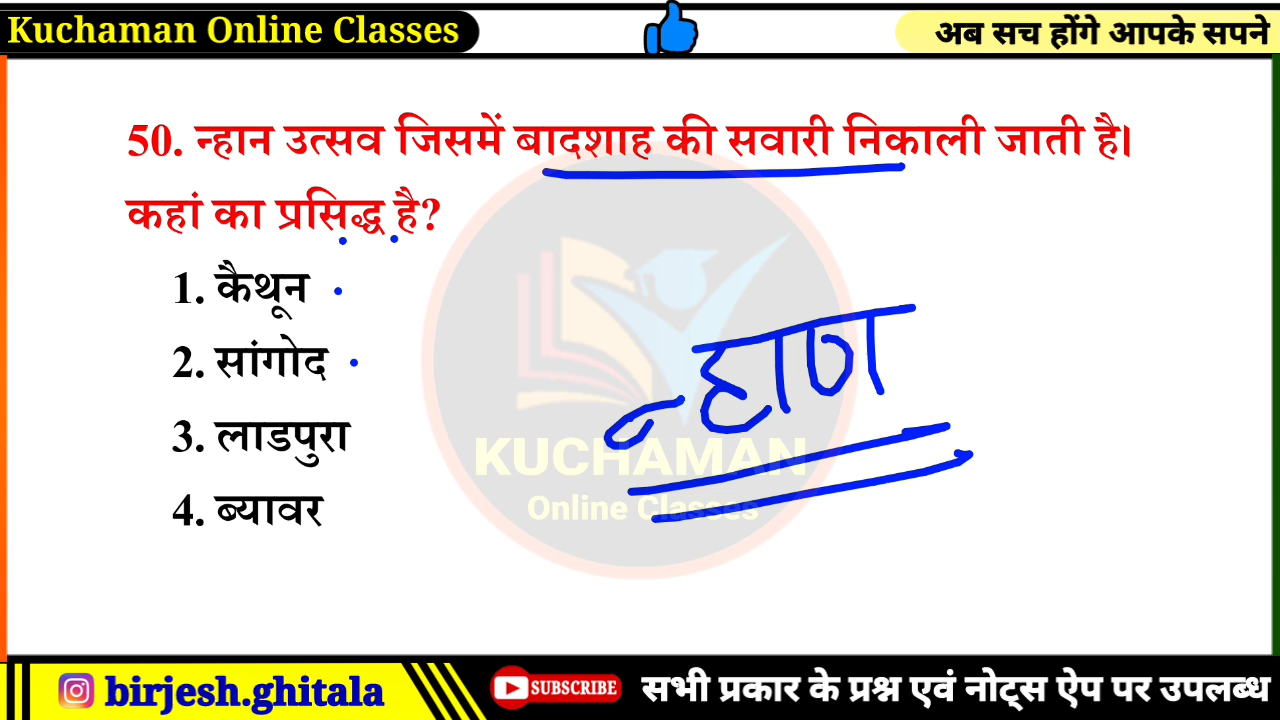 Kuchaman Online Classes
अब सच होंगे आपके सपने
50. न्हान उत्सव जिसमें बादशाह की सवारी निकाली जाती है।
कहां का प्रसिद्ध है?
1. कैथून
2. सांगोद
3. लाडपुरा
4. ब्यावर
न्हाण
KUCHAMAN
Online Classes
birjesh.ghitala
SUBSCRIBE
सभी प्रकार के प्रश्न एवं नोट्स ऐप पर उपलब्ध